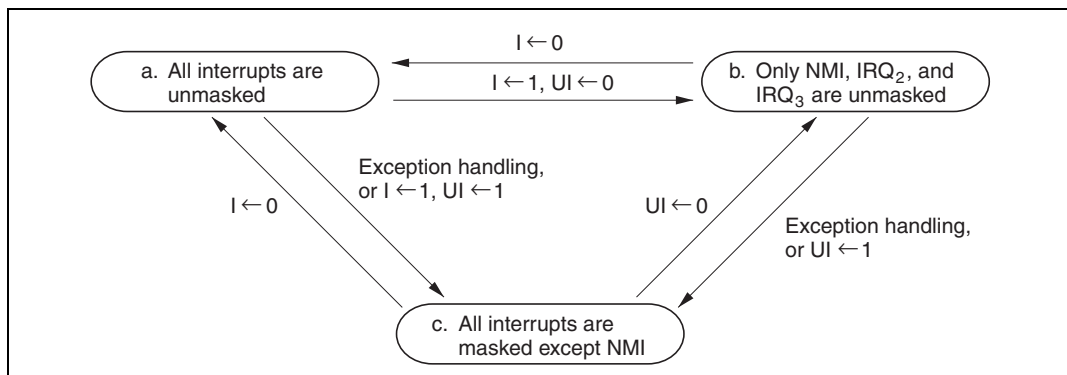 I ← 0
a. All interrupts are
unmasked
I ← 1, UI ← 0
b. Only NMI, IRQ2, and
IRQ3 are unmasked
Exception handling,
or I ← 1, UI ← 1
I ← 0
UI ← 0
Exception handling,
or UI ← 1
c. All interrupts are
masked except NMI